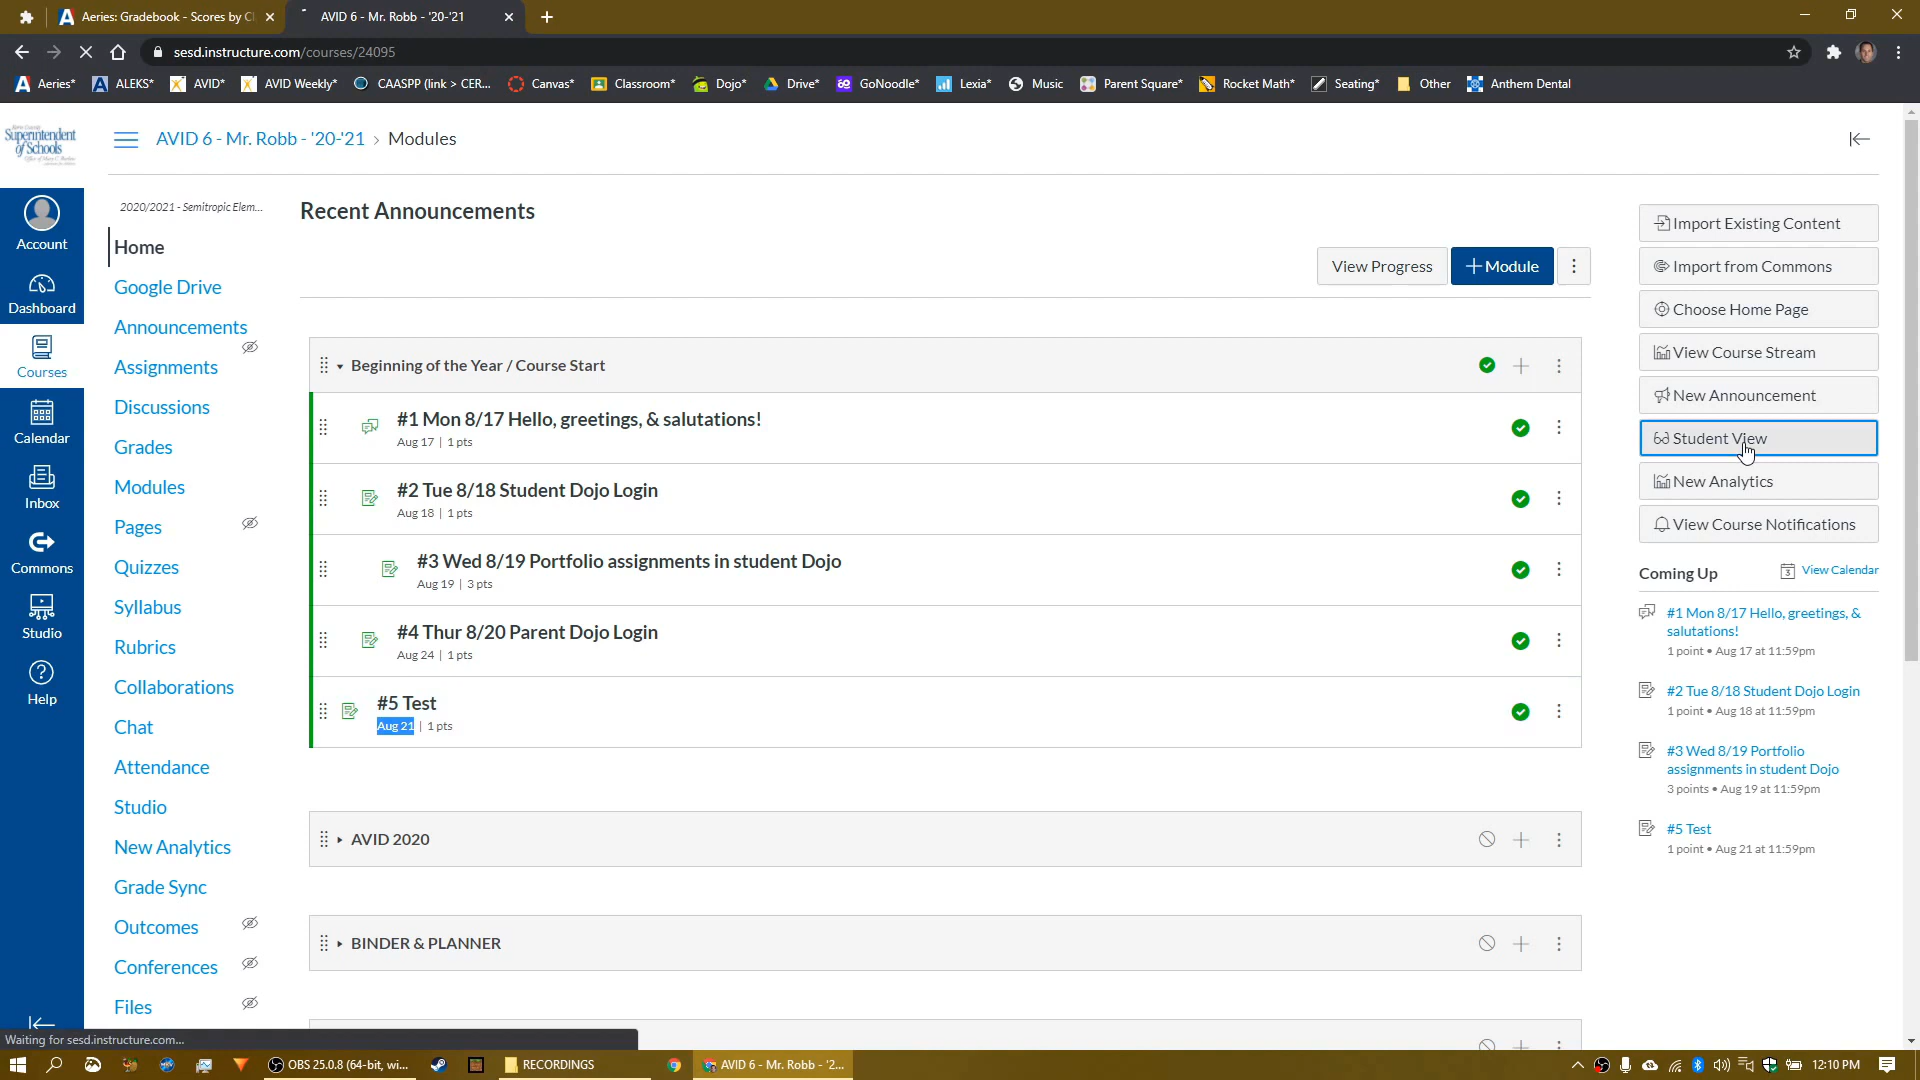 Aeries: Gradebook - Scores by Cl
AVID 6 - Mr. Robb - '20-'21
sesd.instructure.com/courses/24095
Aeries*
ALEKS*
AVID*
AVID Weekly*
CAASPP (link > CER...
Canvas*
Classroom*
Dojo*
Drive*
GoNoodle*
Lexia*
Music
Parent Square*
Rocket Math*
Seating*
Other
Anthem Dental
Superintendent
of Schools
AVID 6 - Mr. Robb - '20-'21 › Modules
Account
Dashboard
Courses
Calendar
Inbox
Commons
Studio
Help
2020/2021 - Semitropic Elem...
Home
Google Drive
Announcements
Assignments
Discussions
Grades
Modules
Pages
Quizzes
Syllabus
Rubrics
Collaborations
Chat
Attendance
Studio
New Analytics
Grade Sync
Outcomes
Conferences
Files
Recent Announcements
View Progress
+Module
Beginning of the Year / Course Start
#1 Mon 8/17 Hello, greetings, & salutations!
Aug 17 | 1 pts
#2 Tue 8/18 Student Dojo Login
Aug 18 | 1 pts
#3 Wed 8/19 Portfolio assignments in student Dojo
Aug 19 | 3 pts
#4 Thur 8/20 Parent Dojo Login
Aug 24 | 1 pts
#5 Test
Aug 21 | 1 pts
AVID 2020
BINDER & PLANNER
Import Existing Content
Import from Commons
Choose Home Page
View Course Stream
New Announcement
Student View
New Analytics
View Course Notifications
Coming Up
3 View Calendar
#1 Mon 8/17 Hello, greetings, &
salutations!
1 point • Aug 17 at 11:59pm
#2 Tue 8/18 Student Dojo Login
1 point • Aug 18 at 11:59pm
#3 Wed 8/19 Portfolio
assignments in student Dojo
3 points • Aug 19 at 11:59pm
#5 Test
1 point • Aug 21 at 11:59pm
Waiting for sesd.instructure.com...
OBS 25.0.8 (64-bit, wi...
RECORDINGS
AVID 6 - Mr. Robb - '2...
12:10 PM